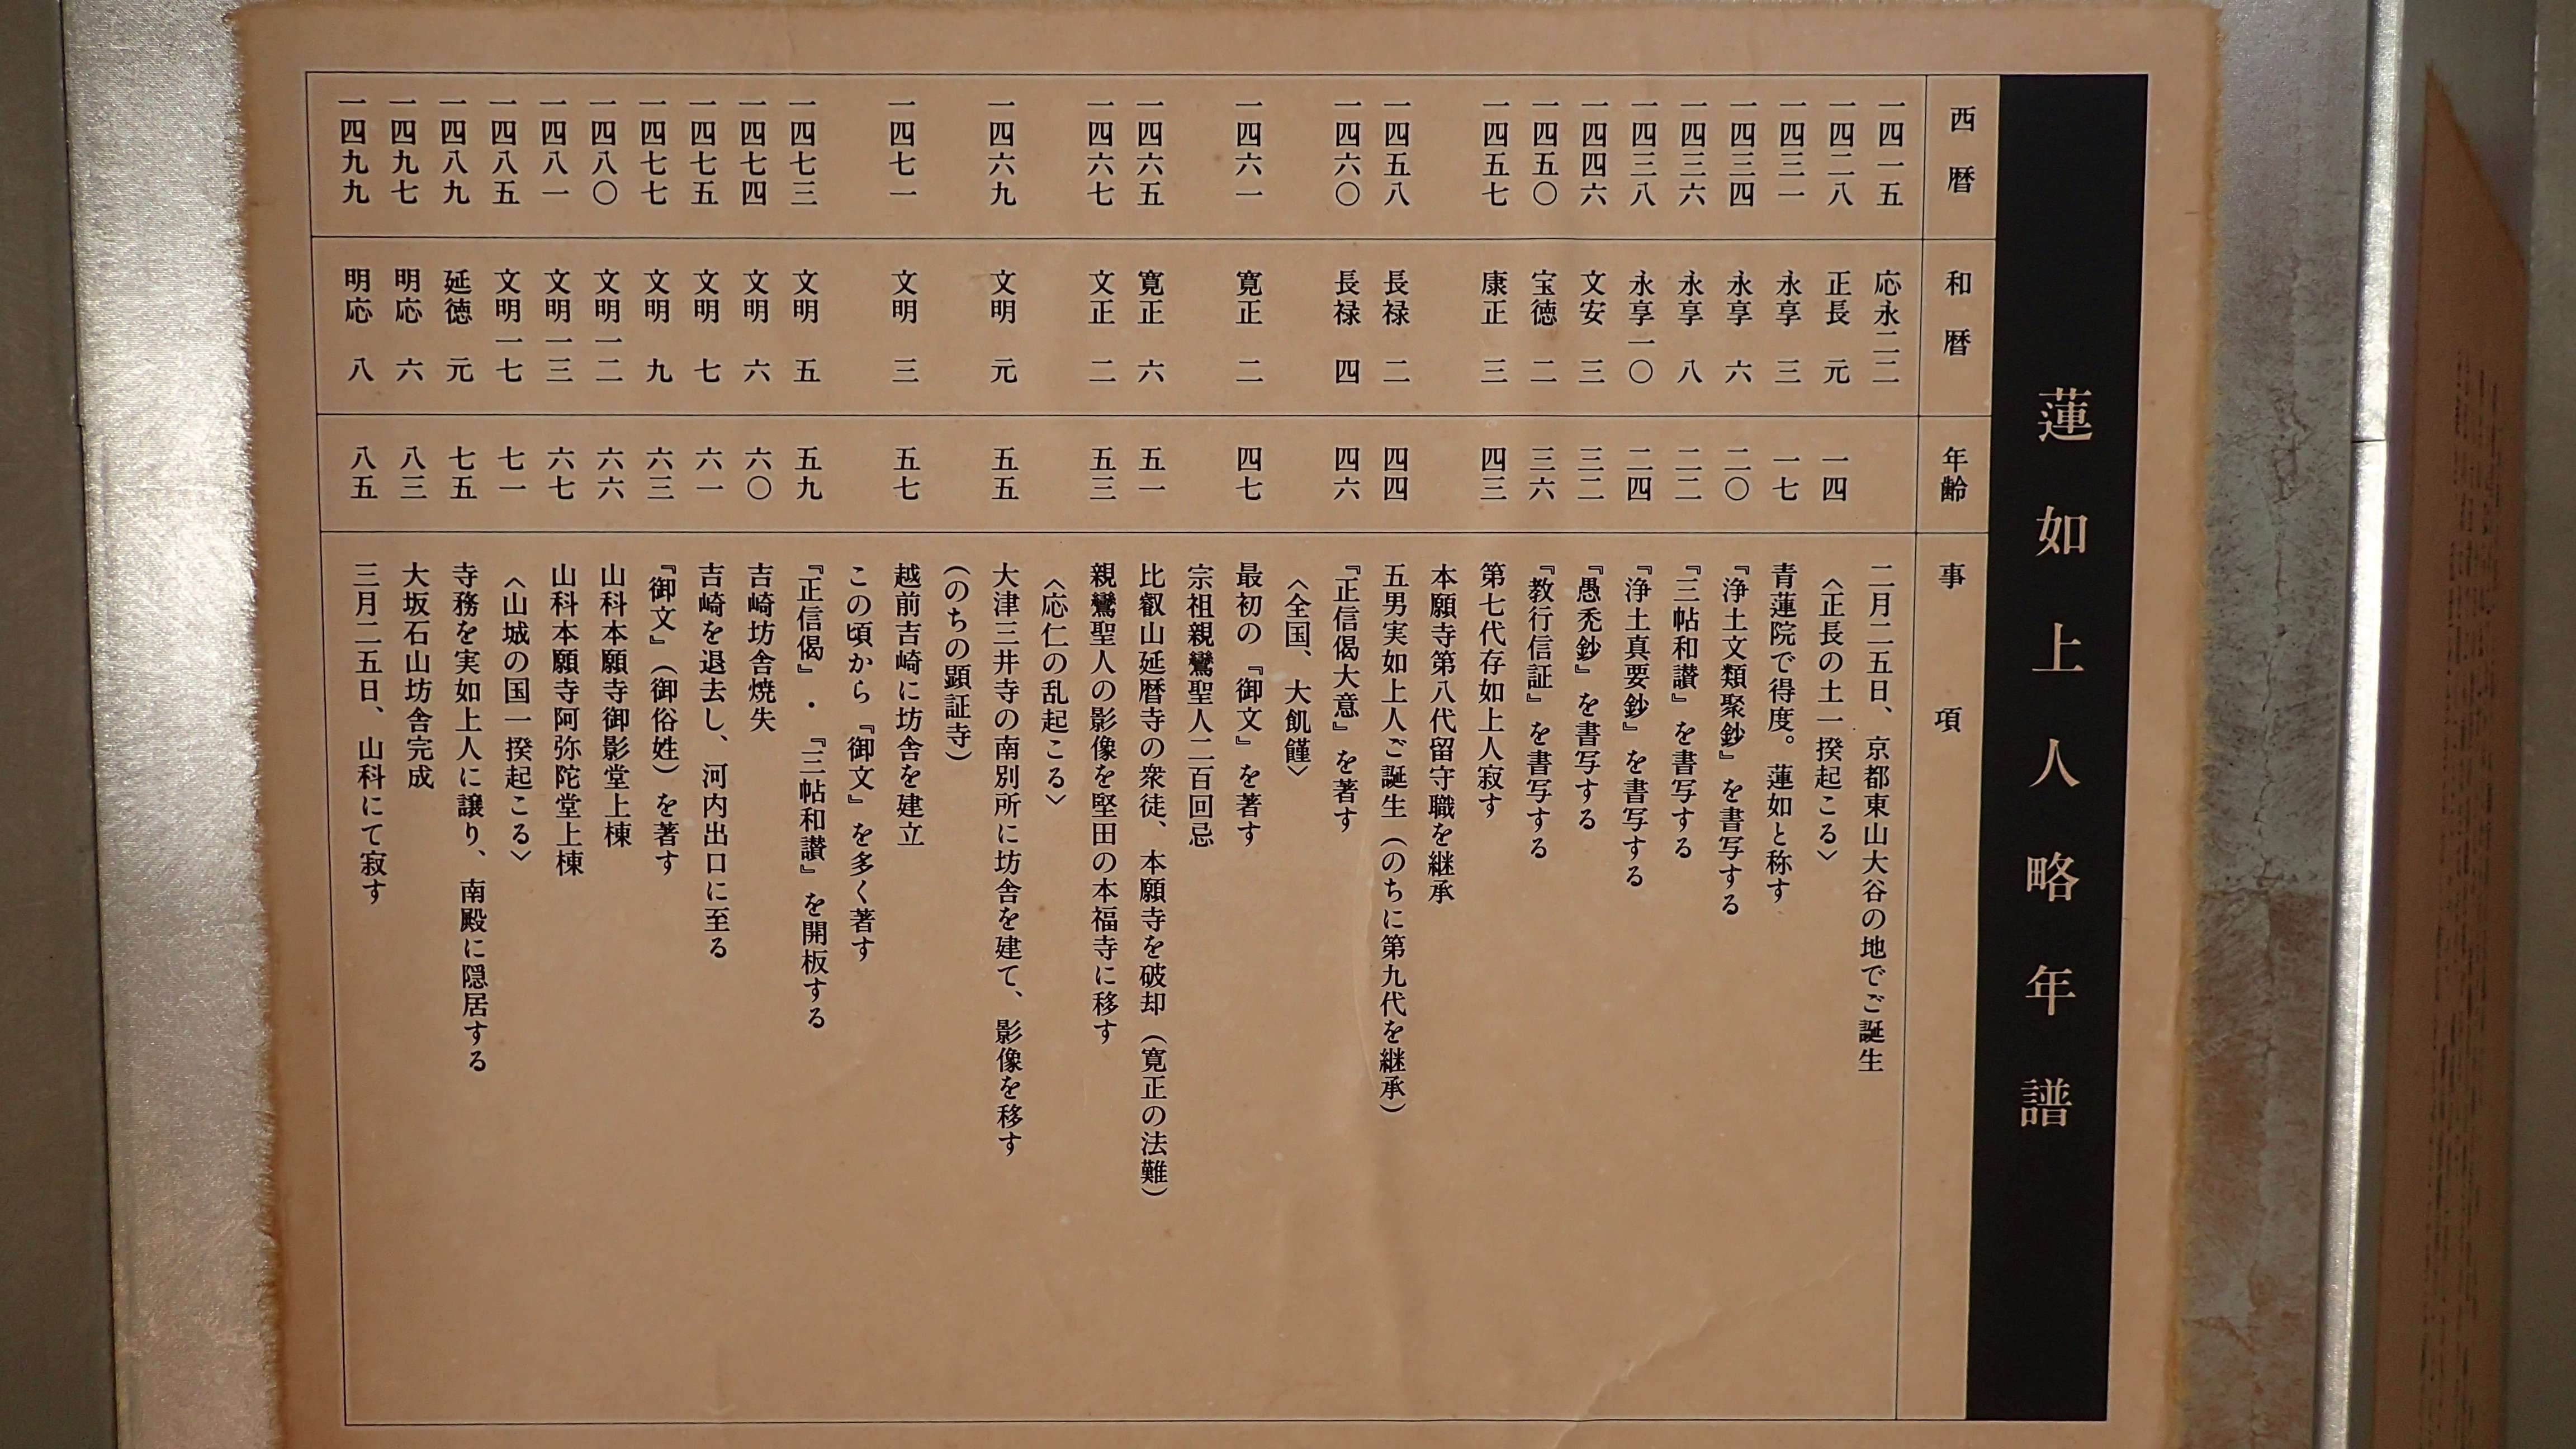 蓮如上人略年譜
西暦 和暦 年齢 事項
一四一五 応永二二 二月二五日、京都東山大谷の地でご誕生
一四二八 正長 元 一四 〈正長の土一揆起こる〉
一四三一 永享 三 一七 青蓮院で得度。蓮如と称す
一四三四 永享 六 二〇 『浄土文類聚鈔』を書写する
一四三六 永享 八 二二 『三帖和讃』を書写する
一四三八 永享一〇 二四 『浄土真要鈔』を書写する
一四四六 文安 三 三二 『愚禿鈔』を書写する
一四五〇 宝徳 二 三六 『教行信証』を書写する
一四五七 康正 三 四三 第七代存如上人寂す
本願寺第八代留守職を継承
一四五八 長禄 二 四四 五男実如上人ご誕生（のちに第九代を継承）
一四六〇 長禄 四 四六 『正信偈大意』を著す
〈全国、大飢饉〉
一四六一 寛正 二 四七 最初の『御文』を著す
宗祖親鸞聖人二百回忌
一四六五 寛正 六 五一 比叡山延暦寺の衆徒、本願寺を破却（寛正の法難）
一四六七 文正 二 五三 親鸞聖人の影像を堅田の本福寺に移す
〈応仁の乱起こる〉
一四六九 文明 元 五五 大津三井寺の南別所に坊舎を建て、影像を移す
（のちの顕証寺）
一四七一 文明 三 五七 越前吉崎に坊舎を建立
この頃から『御文』を多く著す
一四七三 文明 五 五九 『正信偈』・『三帖和讃』を開板する
一四七四 文明 六 六〇 吉崎坊舎焼失
一四七五 文明 七 六一 吉崎を退去し、河内出口に至る
一四七七 文明 九 六三 『御文』（御俗姓）を著す
一四八〇 文明一二 六六 山科本願寺御影堂上棟
一四八一 文明一三 六七 山科本願寺阿弥陀堂上棟
一四八五 文明一七 七一 〈山城の国一揆起こる〉
一四八九 延徳 元 七五 寺務を実如上人に譲り、南殿に隠居する
一四九七 明応 六 八三 大坂石山坊舎完成
一四九九 明応 八 八五 三月二五日、山科にて寂す